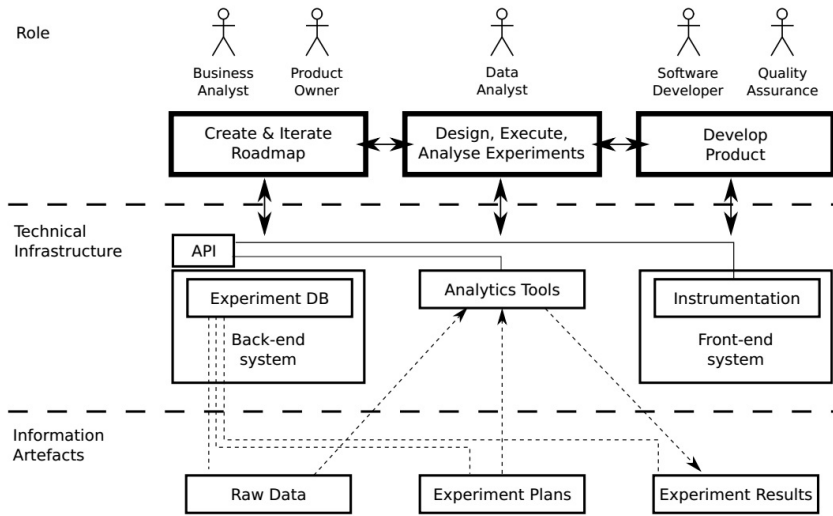 Role
Business
Analyst
Product
Owner
Data
Analyst
Software
Developer
Quality
Assurance
Create & Iterate
Roadmap
Design, Execute,
Analyse Experiments
Develop
Product
Technical
Infrastructure
API
Experiment DB
Back-end
system
Analytics Tools
Instrumentation
Front-end
system
Information
Artefacts
Raw Data
Experiment Plans
Experiment Results